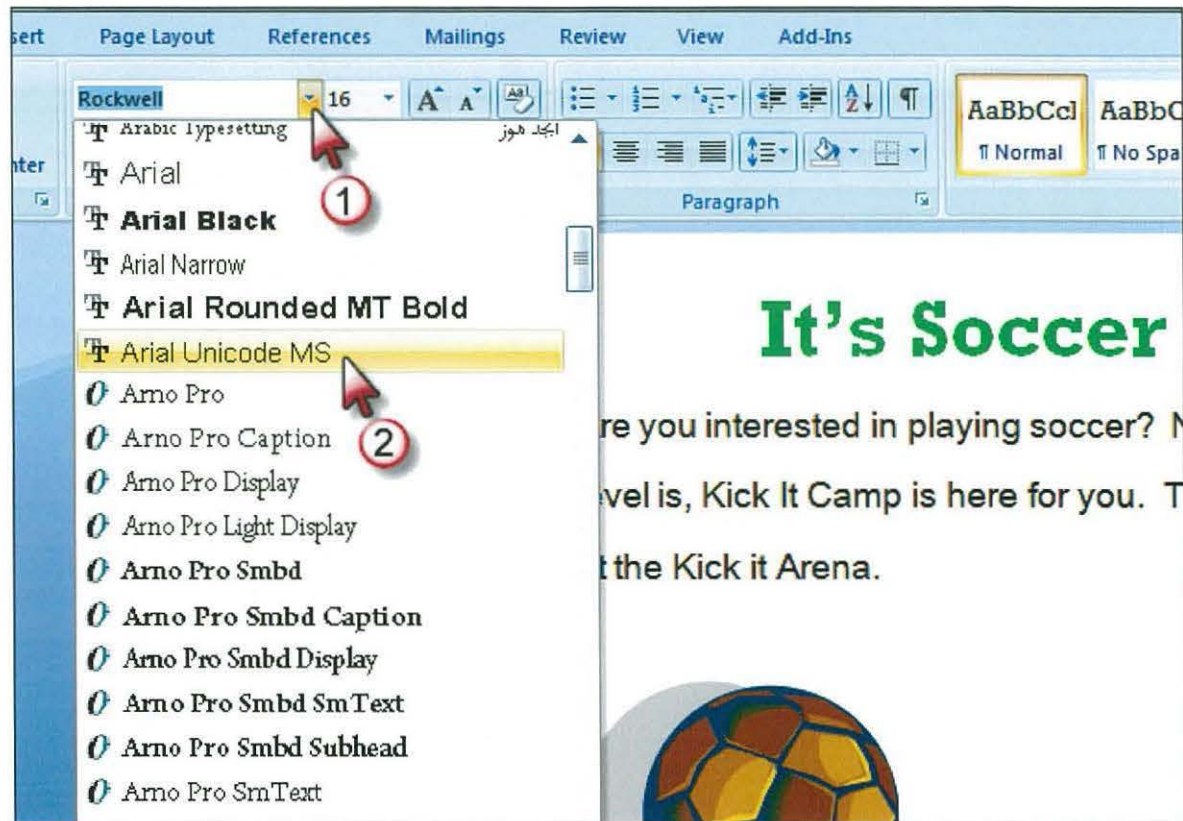 sert Page Layout References Mailings Review View Add-Ins
Rockwell 16 A A Aa
AaBbCcI AaBbC
¶ Normal ¶ No Spa
nter
Paragraph
Arabic Typesetting ابجد هوز
Arial
1
Arial Black
Arial Narrow
Arial Rounded MT Bold
Arial Unicode MS
2
Arno Pro
Arno Pro Caption
Arno Pro Display
Arno Pro Light Display
Arno Pro Smbd
Arno Pro Smbd Caption
Arno Pro Smbd Display
Arno Pro Smbd SmText
Arno Pro Smbd Subhead
Arno Pro SmText
It's Soccer
re you interested in playing soccer? N
vel is, Kick It Camp is here for you. T
t the Kick it Arena.